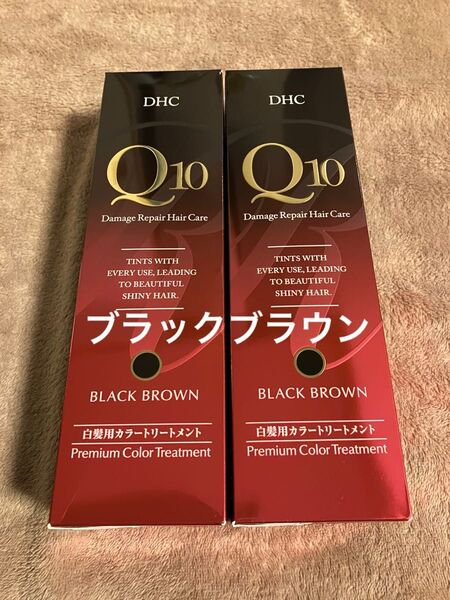 DHC
Q10
Damage Repair Hair Care
TINTS WITH
EVERY USE, LEADING
TO BEAUTIFUL
SHINY HAIR.
BLACK BROWN
白髪用カラートリートメント
Premium Color Treatment
DHC
Q10
Damage Repair Hair Care
TINTS WITH
EVERY USE, LEADING
TO BEAUTIFUL
SHINY HAIR.
BLACK BROWN
白髪用カラートリートメント
Premium Color Treatment
ブラックブラウン